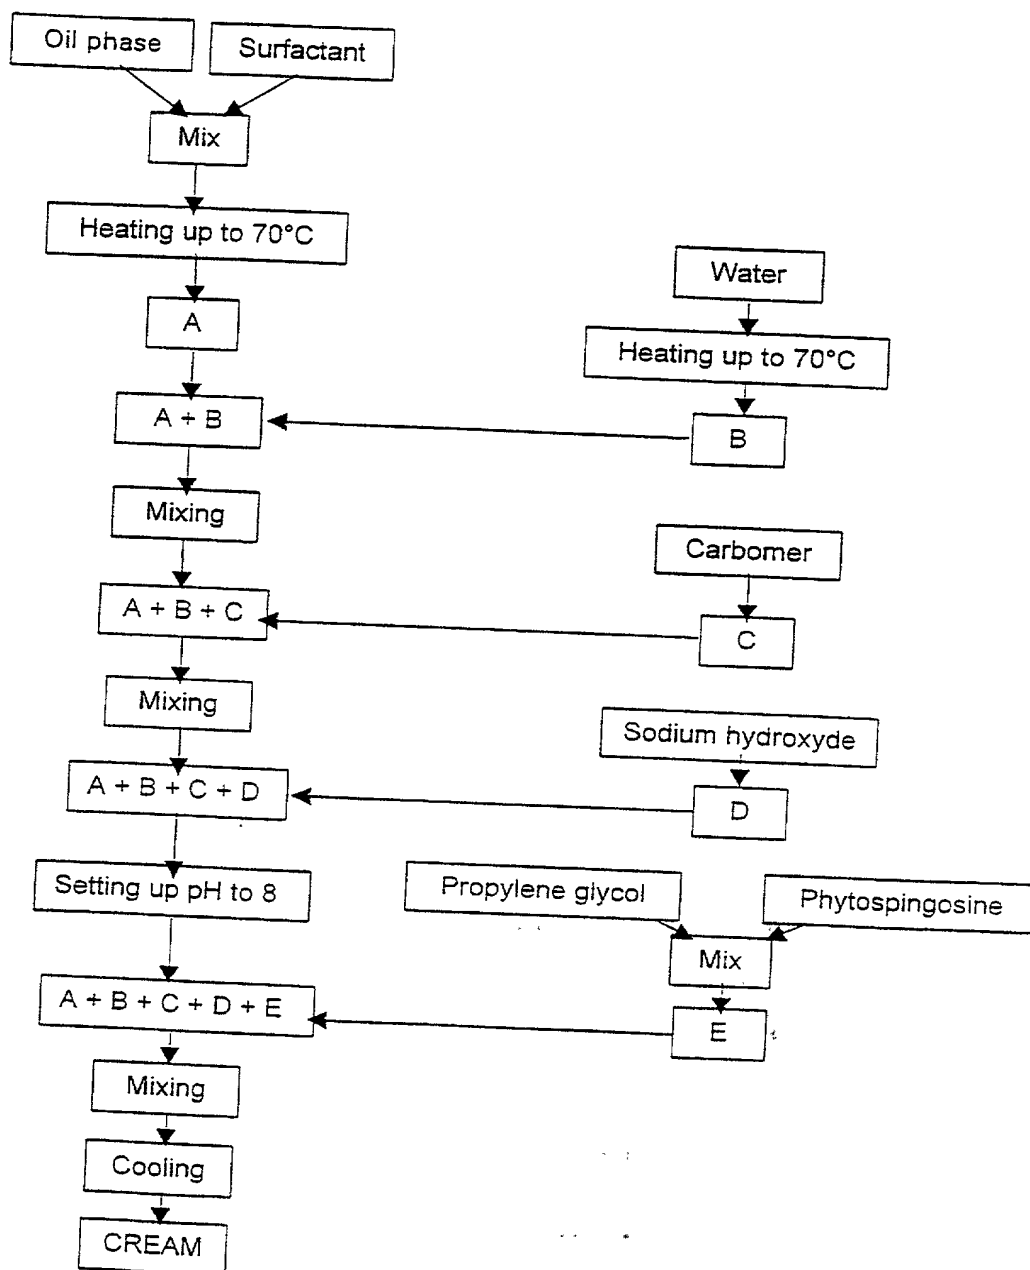 Oil phase
Surfactant
Mix
Heating up to 70°C
Water
A
Heating up to 70°C
A + B
B
Mixing
Carbomer
A + B + C
C
Mixing
Sodium hydroxyde
A + B + C + D
D
Setting up pH to 8
Propylene glycol
Phytospingosine
Mix
A + B + C + D + E
E
Mixing
Cooling
CREAM